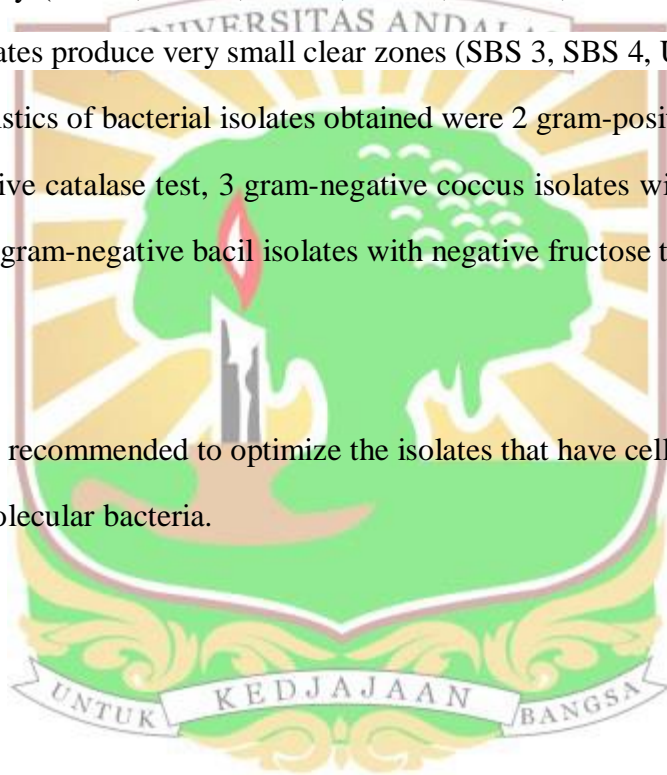 UNIVERSITAS ANDALAS
ates produce very small clear zones (SBS 3, SBS 4, U
istics of bacterial isolates obtained were 2 gram-posit
ive catalase test, 3 gram-negative coccus isolates wi
gram-negative bacil isolates with negative fructose t
recommended to optimize the isolates that have cell
olecular bacteria.
UNTUK KEDJAJAAN BANGSA